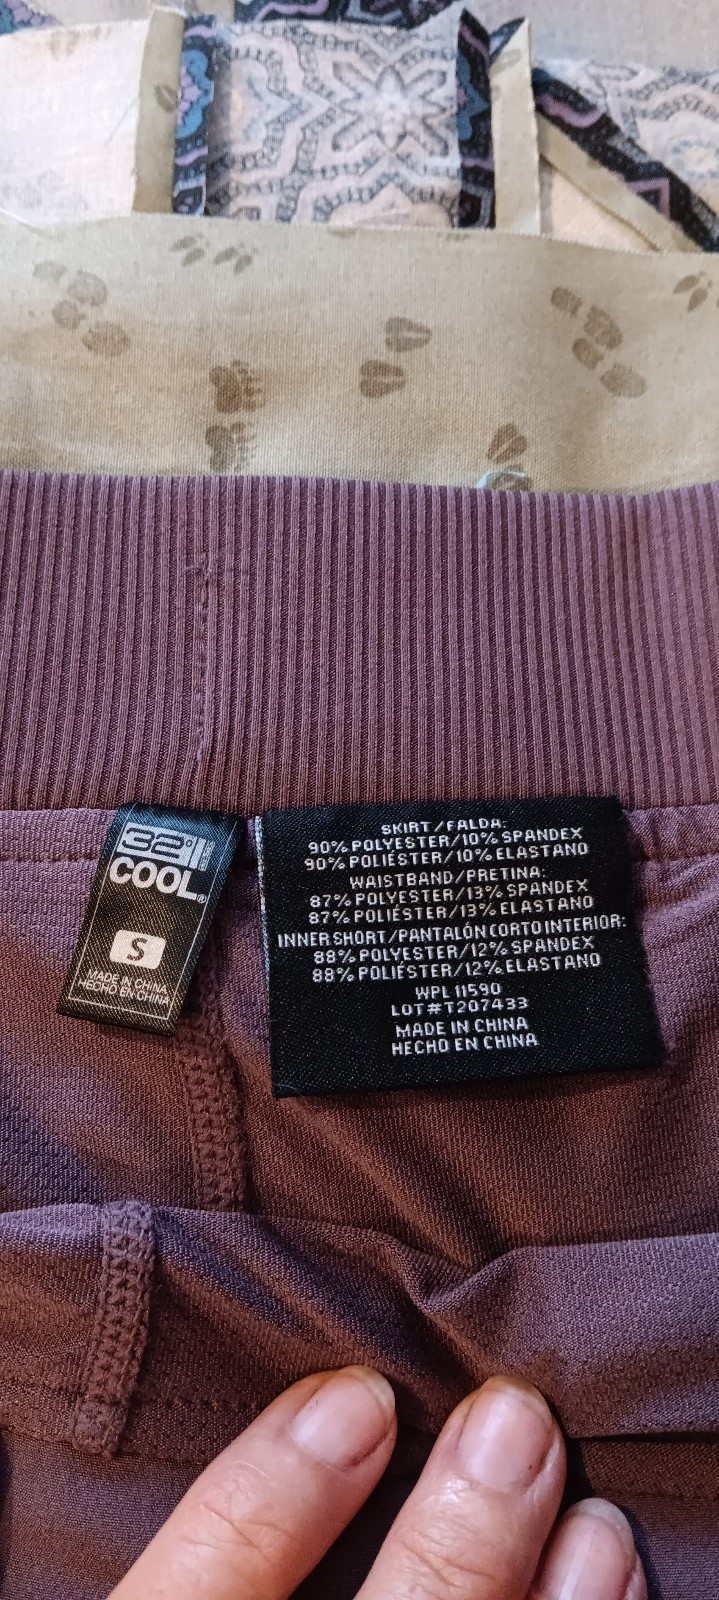 32°
COOL®
S
MADE IN CHINA
HECHO EN CHINA
SKIRT/FALDA:
90% POLYESTER/10% SPANDEX
90% POLIÉSTER/10% ELASTANO
WAISTBAND/PRETINA:
87% POLYESTER/13% SPANDEX
87% POLIÉSTER/13% ELASTANO
INNER SHORT/PANTALÓN CORTO INTERIOR:
88% POLYESTER/12% SPANDEX
88% POLIÉSTER/12% ELASTANO
WPL 11590
LOT#T207433
MADE IN CHINA
HECHO EN CHINA